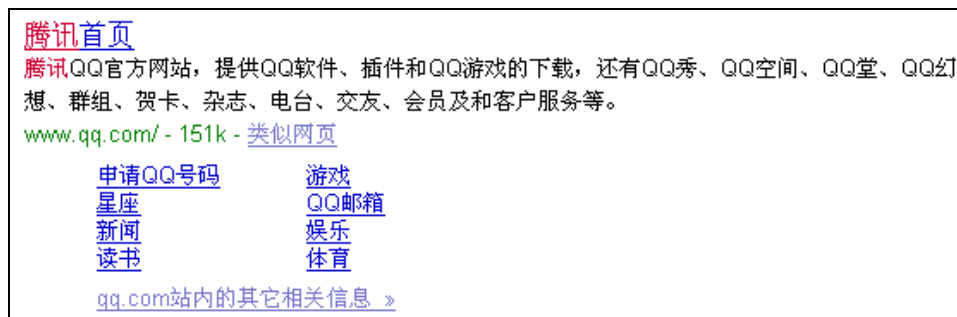 腾讯首页
腾讯QQ官方网站，提供QQ软件、插件和QQ游戏的下载，还有QQ秀、QQ空间、QQ堂、QQ幻
想、群组、贺卡、杂志、电台、交友、会员及和客户服务等。
www.qq.com/ - 151k - 类似网页
申请QQ号码 游戏
星座 QQ邮箱
新闻 娱乐
读书 体育
qq.com站内的其它相关信息 »